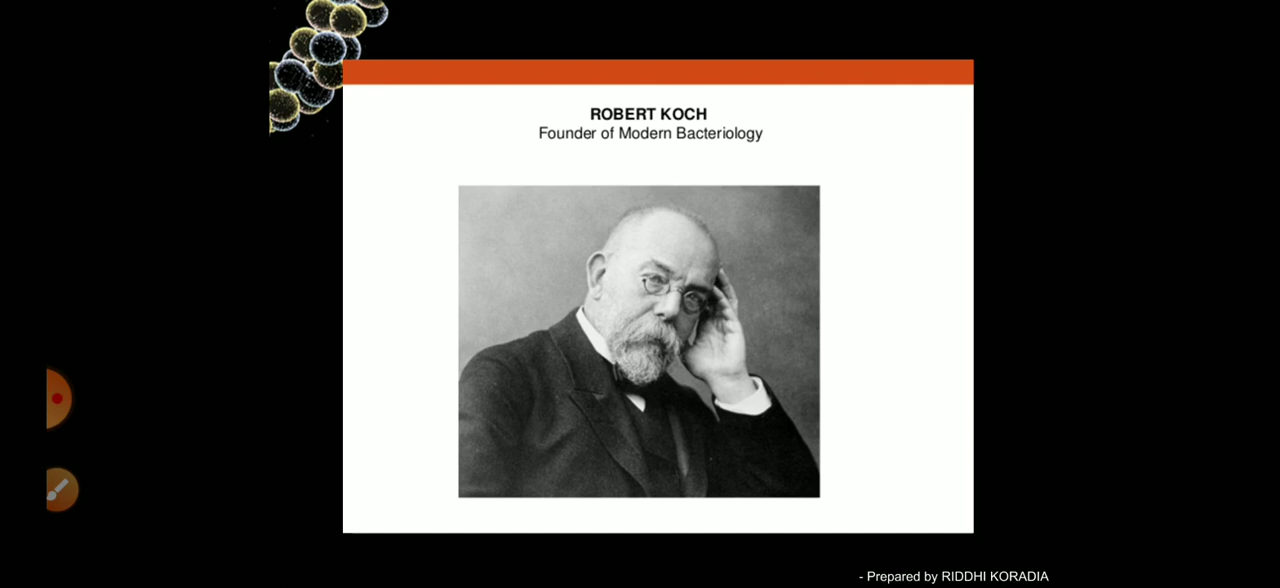 ROBERT KOCH
Founder of Modern Bacteriology
- Prepared by RIDDHI KORADIA